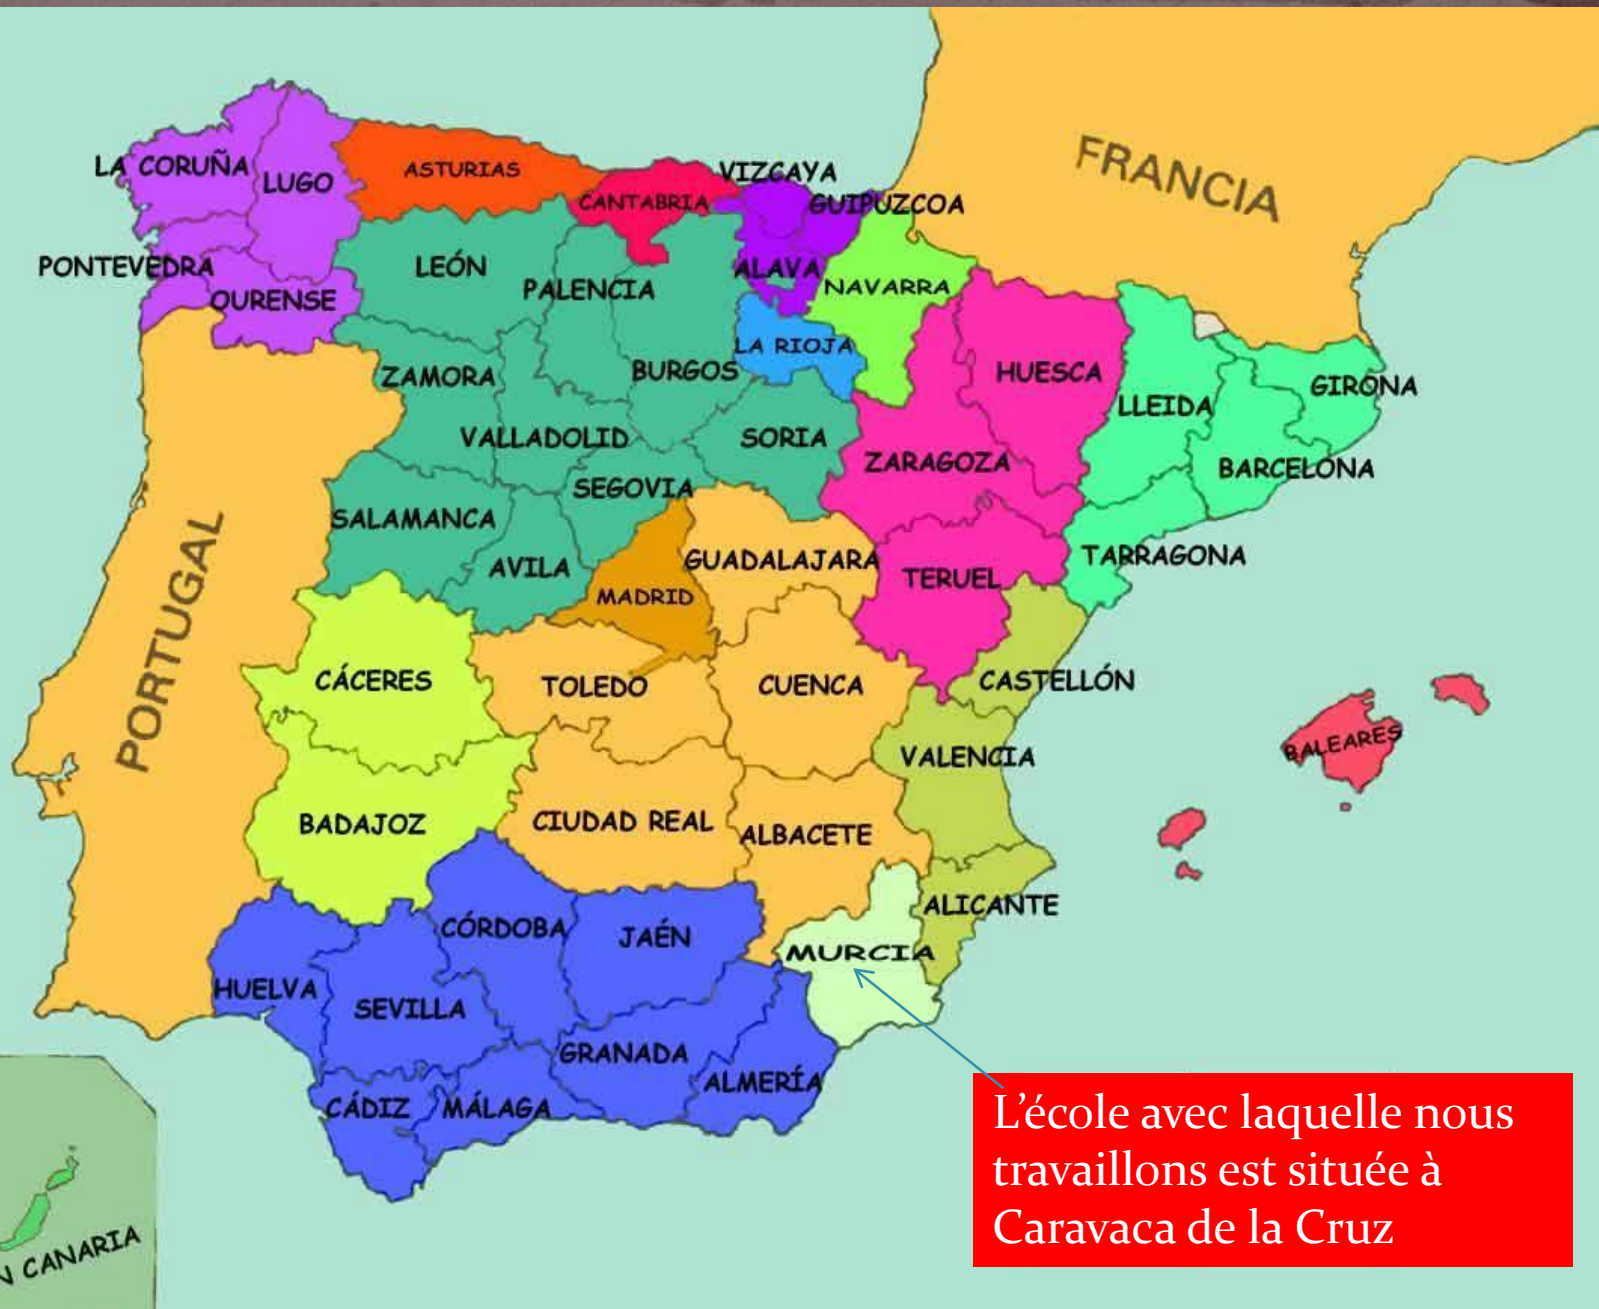 FRANCIA
LA CORUÑA
LUGO
ASTURIAS
CANTABRIA
VIZCAYA
GUIPUZCOA
PONTEVEDRA
OURENSE
LEÓN
PALENCIA
ALAVA
NAVARRA
LA RIOJA
ZAMORA
BURGOS
HUESCA
LLEIDA
GIRONA
VALLADOLID
SORIA
ZARAGOZA
BARCELONA
SEGOVIA
SALAMANCA
AVILA
GUADALAJARA
TERUEL
TARRAGONA
MADRID
PORTUGAL
CÁCERES
TOLEDO
CUENCA
CASTELLÓN
VALENCIA
BALEARES
BADAJOZ
CIUDAD REAL
ALBACETE
ALICANTE
CÓRDOBA
JAÉN
MURCIA
HUELVA
SEVILLA
GRANADA
ALMERÍA
CÁDIZ
MÁLAGA
N CANARIA
L'école avec laquelle nous
travaillons est située à
Caravaca de la Cruz